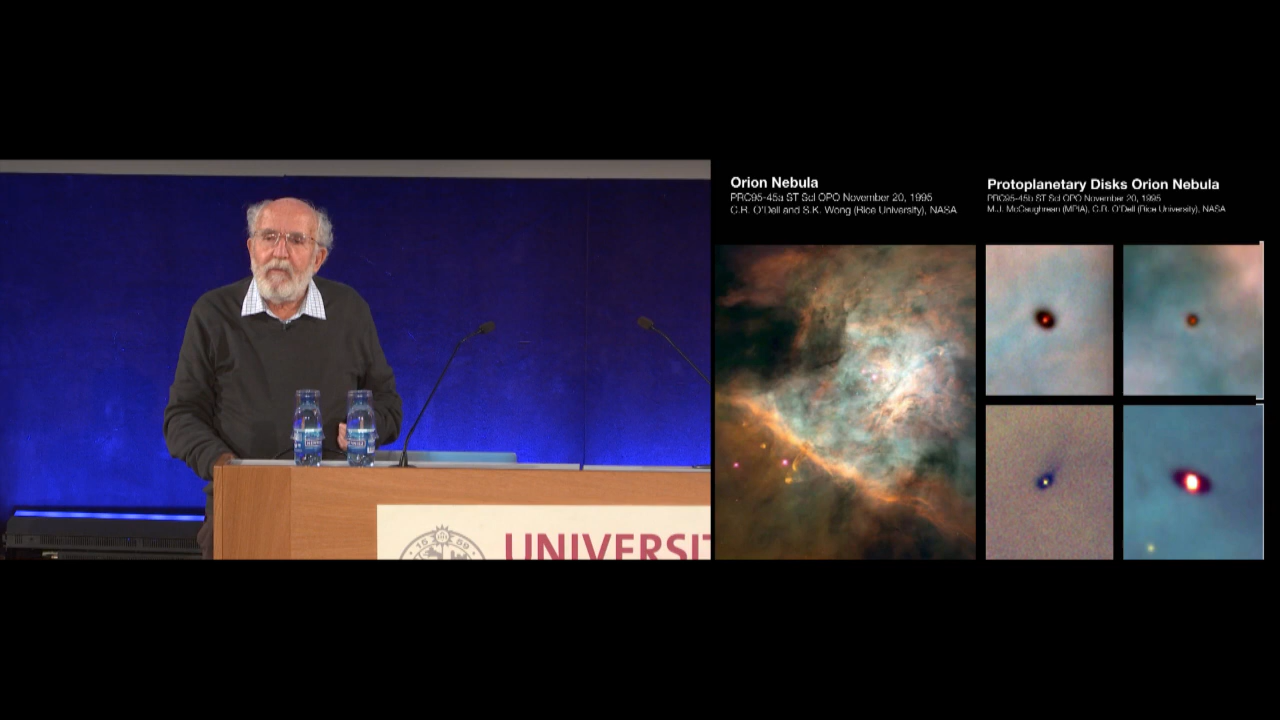 Orion Nebula
PRC95-45a ST ScI OPO November 20, 1995
C.R. O'Dell and S.K. Wong (Rice University), NASA
Protoplanetary Disks Orion Nebula
PRC95-45b ST ScI OPO November 20, 1995
M.J. McCaughrean (MPIA), C.R. O'Dell (Rice University), NASA
1559
UNIVERSIT